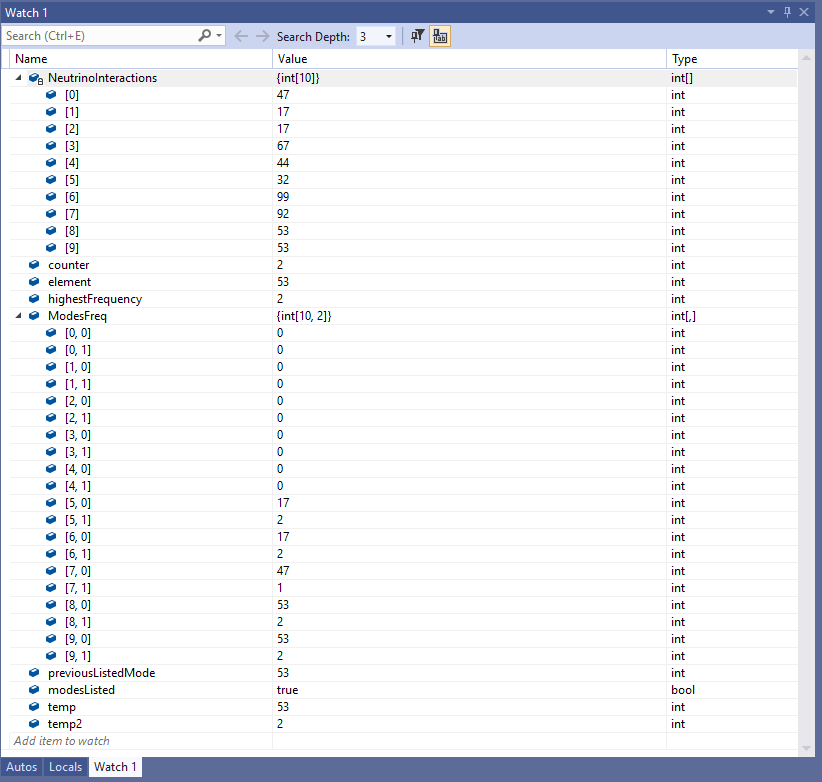 Watch 1
Search (Ctrl+E) Search Depth: 3
Name Value Type
NeutrinoInteractions {int[10]} int[]
[0] 47 int
[1] 17 int
[2] 17 int
[3] 67 int
[4] 44 int
[5] 32 int
[6] 99 int
[7] 92 int
[8] 53 int
[9] 53 int
counter 2 int
element 53 int
highestFrequency 2 int
ModesFreq {int[10, 2]} int[,]
[0, 0] 0 int
[0, 1] 0 int
[1, 0] 0 int
[1, 1] 0 int
[2, 0] 0 int
[2, 1] 0 int
[3, 0] 0 int
[3, 1] 0 int
[4, 0] 0 int
[4, 1] 0 int
[5, 0] 17 int
[5, 1] 2 int
[6, 0] 17 int
[6, 1] 2 int
[7, 0] 47 int
[7, 1] 1 int
[8, 0] 53 int
[8, 1] 2 int
[9, 0] 53 int
[9, 1] 2 int
previousListedMode 53 int
modesListed true bool
temp 53 int
temp2 2 int
Add item to watch
Autos Locals Watch 1